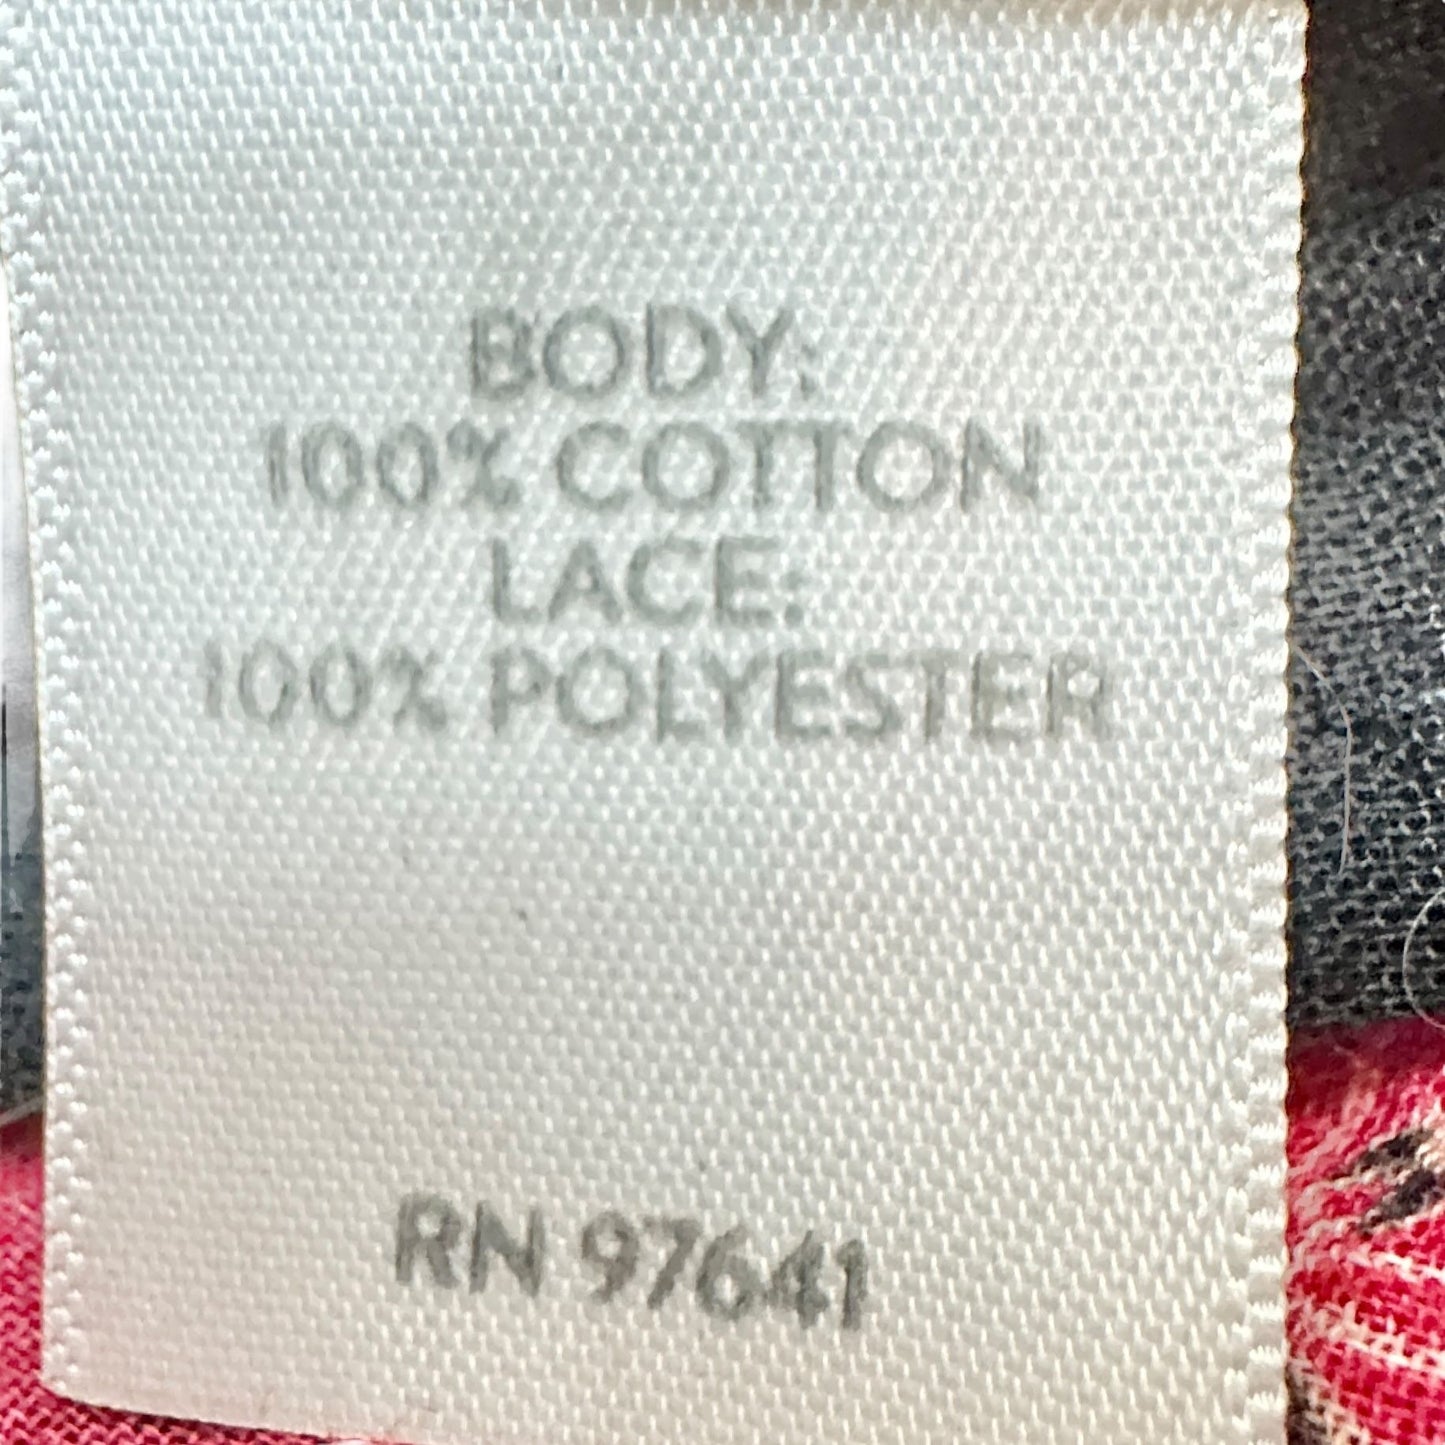 BODY:
100% COTTON
LACE:
100% POLYESTER
RN 97641